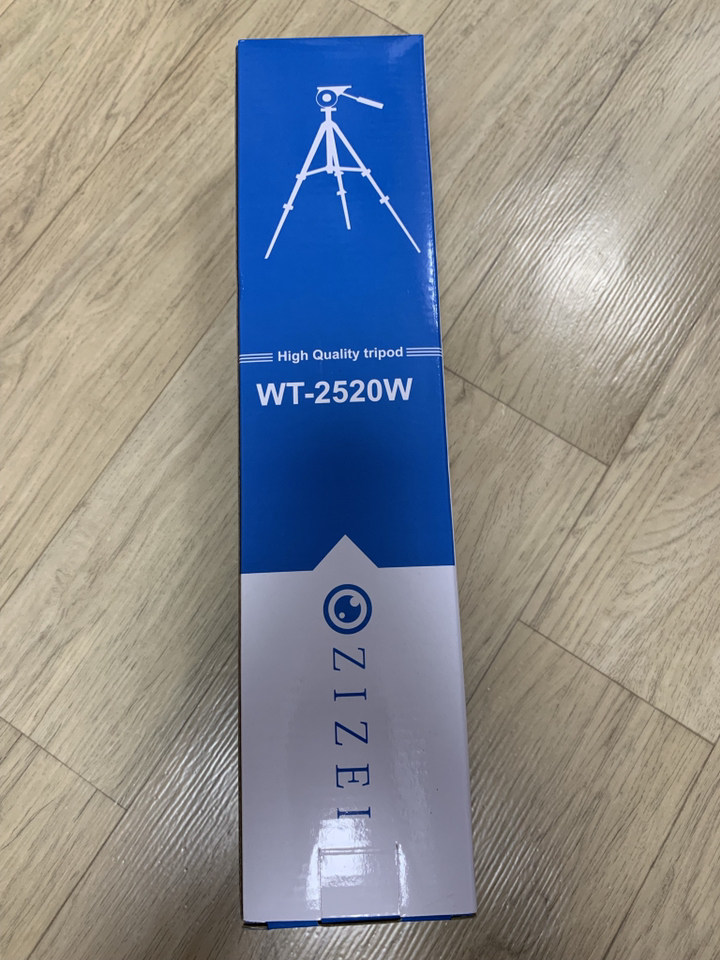 High Quality tripod
WT-2520W
ZIZEI